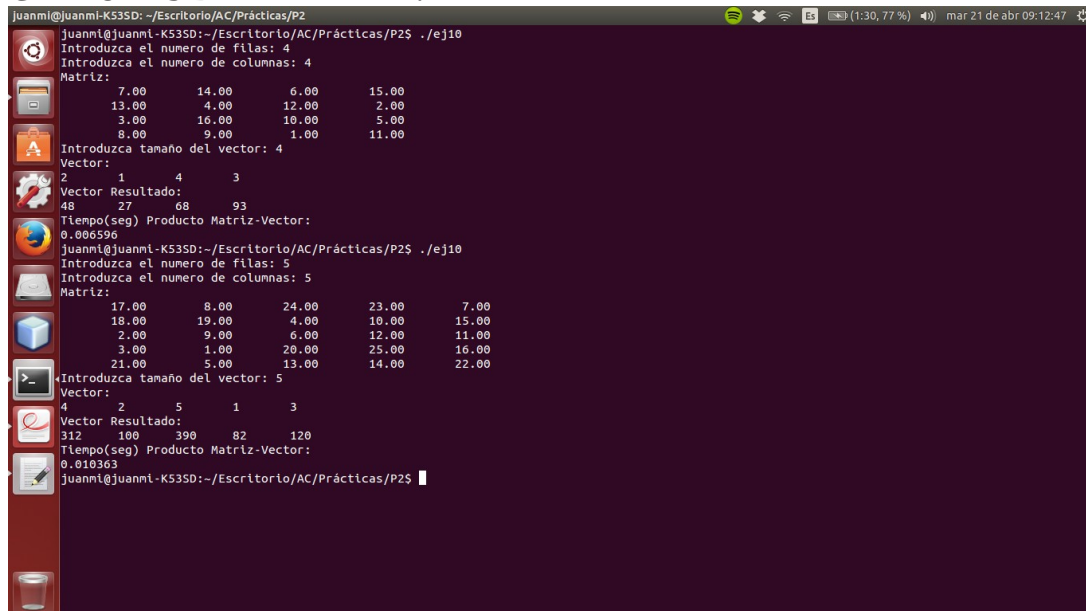 juanmi@juanmi-K53SD: ~/Escritorio/AC/Prácticas/P2 Es (1:30, 77 %) mar 21 de abr 09:12:47
juanmi@juanmi-K53SD:~/Escritorio/AC/Prácticas/P2$ ./ej10
Introduzca el numero de filas: 4
Introduzca el numero de columnas: 4
Matriz:
7.00 14.00 6.00 15.00
13.00 4.00 12.00 2.00
3.00 16.00 10.00 5.00
8.00 9.00 1.00 11.00
Introduzca tamaño del vector: 4
Vector:
2 1 4 3
Vector Resultado:
48 27 68 93
Tiempo(seg) Producto Matriz-Vector:
0.006596
juanmi@juanmi-K53SD:~/Escritorio/AC/Prácticas/P2$ ./ej10
Introduzca el numero de filas: 5
Introduzca el numero de columnas: 5
Matriz:
17.00 8.00 24.00 23.00 7.00
18.00 19.00 4.00 10.00 15.00
2.00 9.00 6.00 12.00 11.00
3.00 1.00 20.00 25.00 16.00
21.00 5.00 13.00 14.00 22.00
Introduzca tamaño del vector: 5
Vector:
4 2 5 1 3
Vector Resultado:
312 100 390 82 120
Tiempo(seg) Producto Matriz-Vector:
0.010363
juanmi@juanmi-K53SD:~/Escritorio/AC/Prácticas/P2$